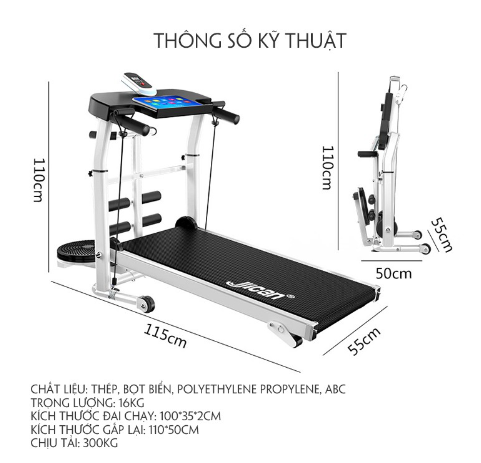 THÔNG SỐ KỸ THUẬT
110cm
110cm
55cm
50cm
Jiican®
115cm
55cm
CHẤT LIỆU: THÉP, BỌT BIỂN, POLYETHYLENE PROPYLENE, ABC
TRỌNG LƯỢNG: 16KG
KÍCH THƯỚC ĐAI CHẠY: 100*35*2CM
KÍCH THƯỚC GẤP LẠI: 110*50CM
CHỊU TẢI: 300KG